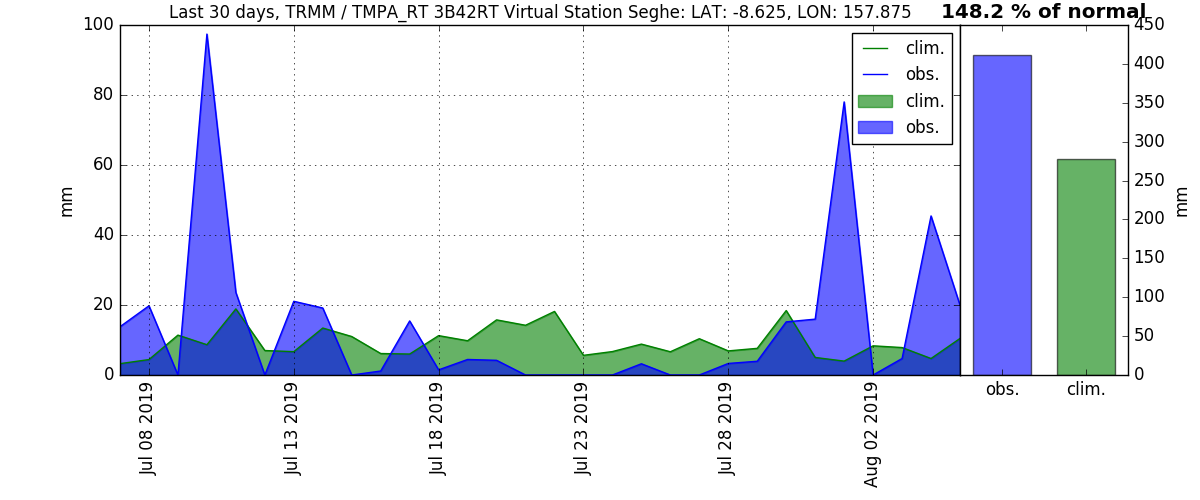 Last 30 days, TRMM / TMPA_RT 3B42RT Virtual Station Seghe: LAT: -8.625, LON: 157.875
148.2 % of normal
mm
100
80
60
40
20
0
clim.
obs.
clim.
obs.
Jul 08 2019
Jul 13 2019
Jul 18 2019
Jul 23 2019
Jul 28 2019
Aug 02 2019
450
400
350
300
250
200
150
100
50
0
mm
obs.
clim.